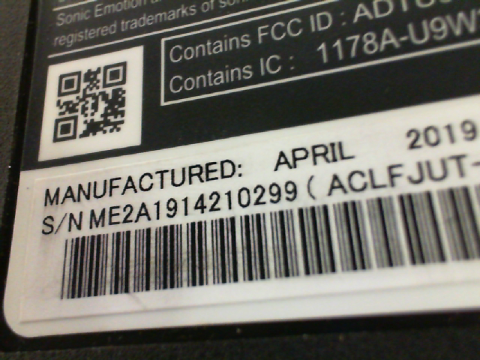 Sonic Emotion
registered trademarks of
Contains FCC ID :
Contains IC : 1178A-U9W
MANUFACTURED: APRIL 2019
S/N ME2A1914210299 ( ACLFJUT-